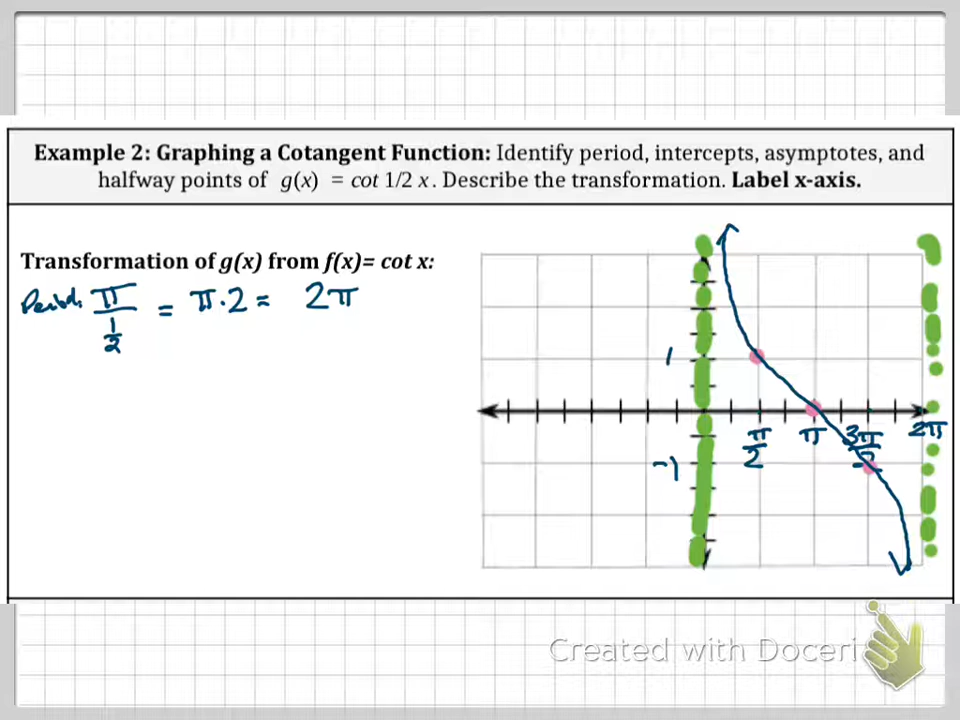 Example 2: Graphing a Cotangent Function: Identify period, intercepts, asymptotes, and
halfway points of g(x) = cot 1/2 x. Describe the transformation. Label x-axis.
Transformation of g(x) from f(x)= cot x:
Period: π/(1/2) = π·2 = 2π
1
-1
π/2 π 3π/2 2π
Created with Doceri